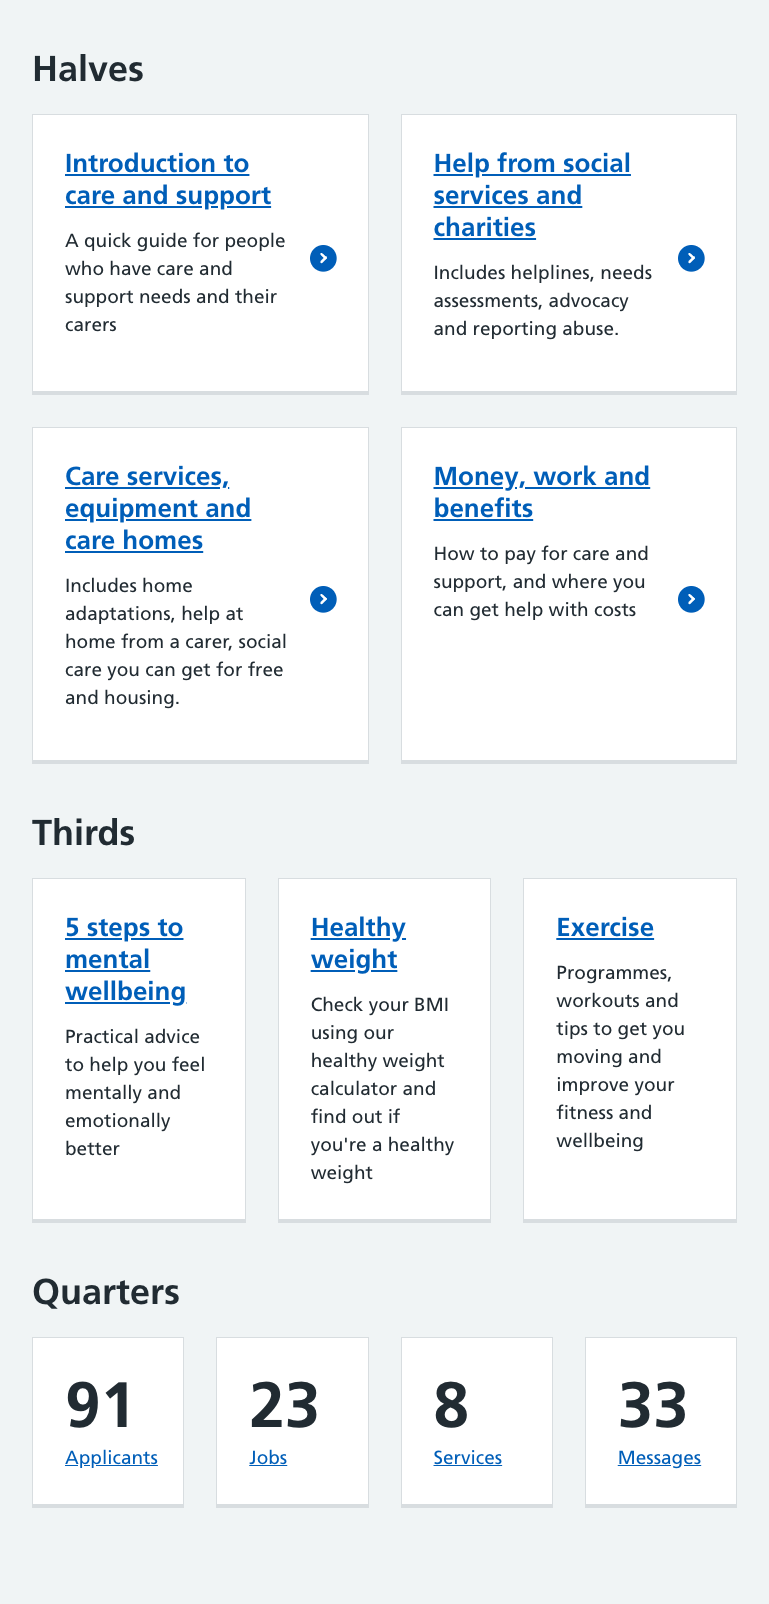 Halves
Introduction to
care and support
A quick guide for people
who have care and
support needs and their
carers
Help from social
services and
charities
Includes helplines, needs
assessments, advocacy
and reporting abuse.
Care services,
equipment and
care homes
Includes home
adaptations, help at
home from a carer, social
care you can get for free
and housing.
Money, work and
benefits
How to pay for care and
support, and where you
can get help with costs
Thirds
5 steps to
mental
wellbeing
Practical advice
to help you feel
mentally and
emotionally
better
Healthy
weight
Check your BMI
using our
healthy weight
calculator and
find out if
you're a healthy
weight
Exercise
Programmes,
workouts and
tips to get you
moving and
improve your
fitness and
wellbeing
Quarters
91
Applicants
23
Jobs
8
Services
33
Messages